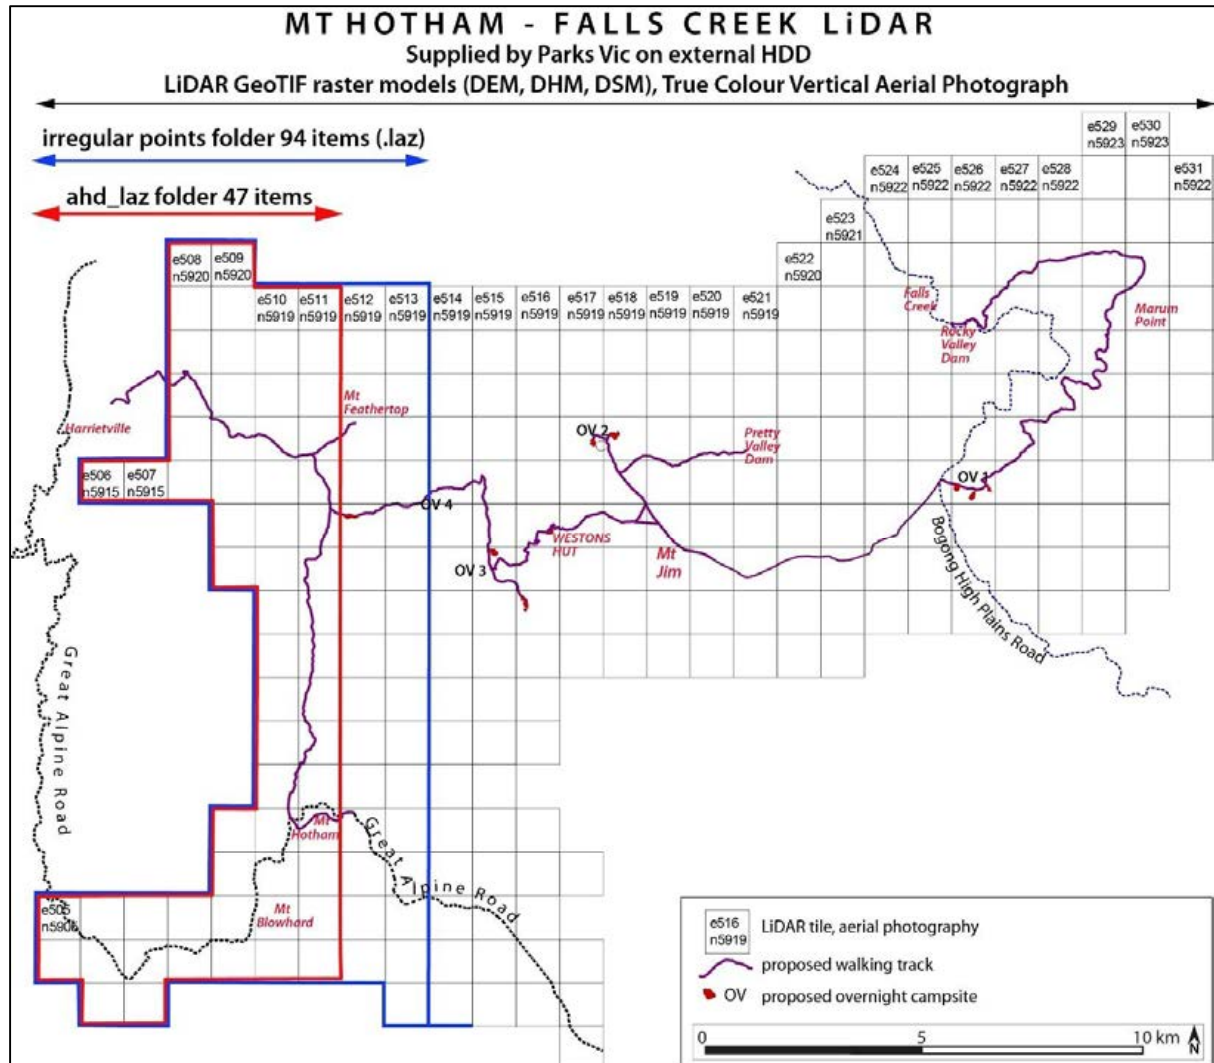 MT HOTHAM - FALLS CREEK LiDAR
Supplied by Parks Vic on external HDD
LiDAR GeoTIF raster models (DEM, DHM, DSM), True Colour Vertical Aerial Photograph
irregular points folder 94 items (.laz)
ahd_laz folder 47 items
e529
n5923
e530
n5923
e524
n5922
e525
n5922
e526
n5922
e527
n5922
e528
n5922
e531
n5922
e523
n5921
e522
n5920
e508
n5920
e509
n5920
e510
n5919
e511
n5919
e512
n5919
e513
n5919
e514
n5919
e515
n5919
e516
n5919
e517
n5919
e518
n5919
e519
n5919
e520
n5919
e521
n5919
Falls
Creek
Rocky
Valley
Dam
Marum
Point
Mt
Feathertop
Harrietville
OV 2
Pretty
Valley
Dam
e506
n5915
e507
n5915
OV 1
OV 4
WESTONS
HUT
OV 3
Mt
Jim
Bogong High Plains Road
Great Alpine Road
Mt
Hotham
Great Alpine Road
e505
n5906
Mt
Blowhard
e516
n5919
LiDAR tile, aerial photography
proposed walking track
OV proposed overnight campsite
0 5 10 km
N